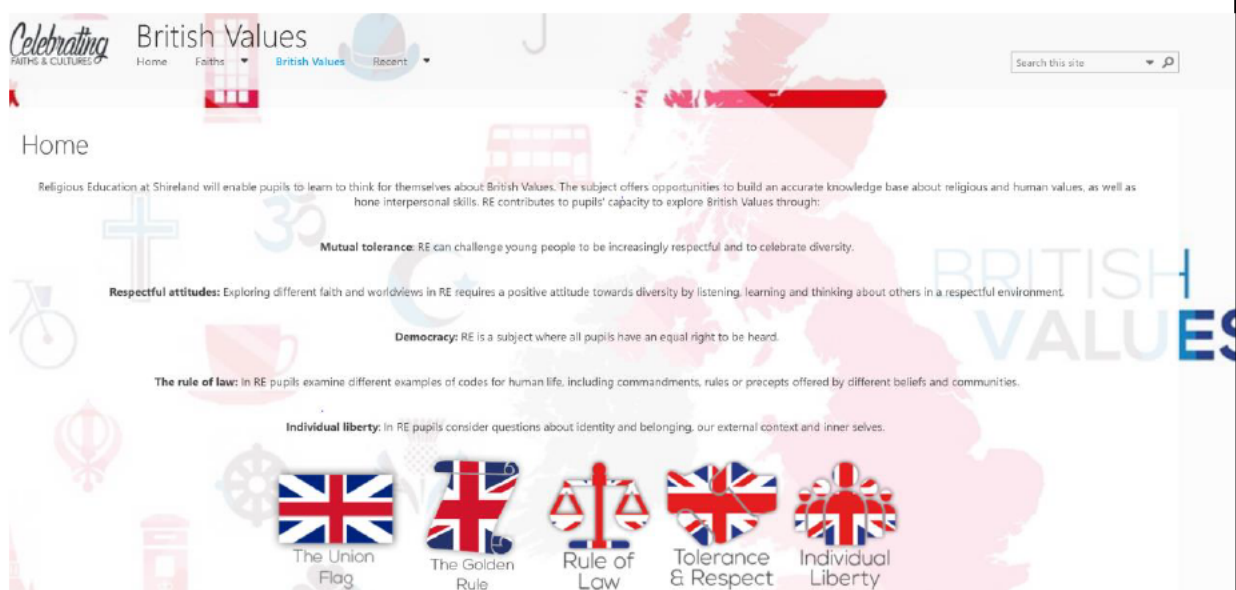 Celebrating
FAITHS & CULTURES
British Values
Home Faiths British Values Recent
Search this site
Home
Religious Education at Shireland will enable pupils to learn to think for themselves about British Values. The subject offers opportunities to build an accurate knowledge base about religious and human values, as well as
hone interpersonal skills. RE contributes to pupils' capacity to explore British Values through:
Mutual tolerance: RE can challenge young people to be increasingly respectful and to celebrate diversity.
Respectful attitudes: Exploring different faith and worldviews in RE requires a positive attitude towards diversity by listening, learning and thinking about others in a respectful environment.
BRITISH
VALUES
Democracy: RE is a subject where all pupils have an equal right to be heard.
The rule of law: In RE pupils examine different examples of codes for human life, including commandments, rules or precepts offered by different beliefs and communities.
Individual liberty: In RE pupils consider questions about identity and belonging, our external context and inner selves.
The Union
Flag
The Golden
Rule
Rule of
Law
Tolerance
& Respect
Individual
Liberty